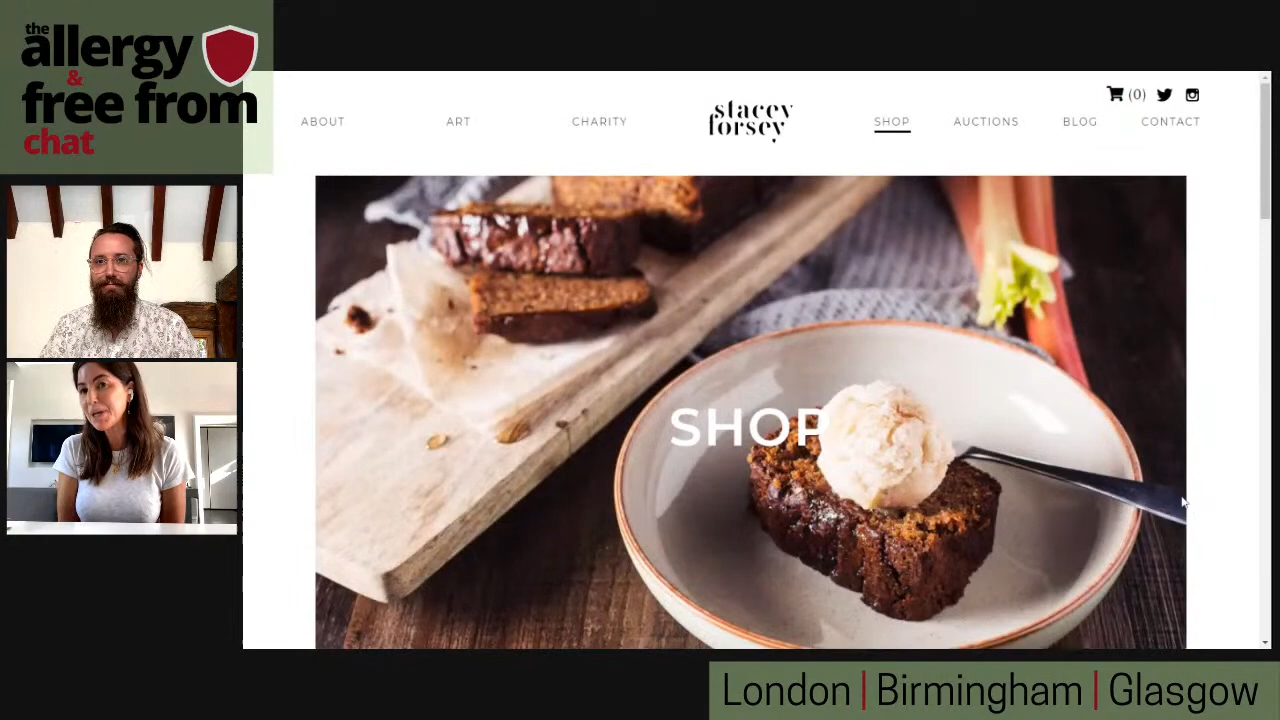 the
allergy
&
free from
chat
(0)
ABOUT
ART
CHARITY
stacey
forsey
SHOP
AUCTIONS
BLOG
CONTACT
SHOP
London | Birmingham | Glasgow